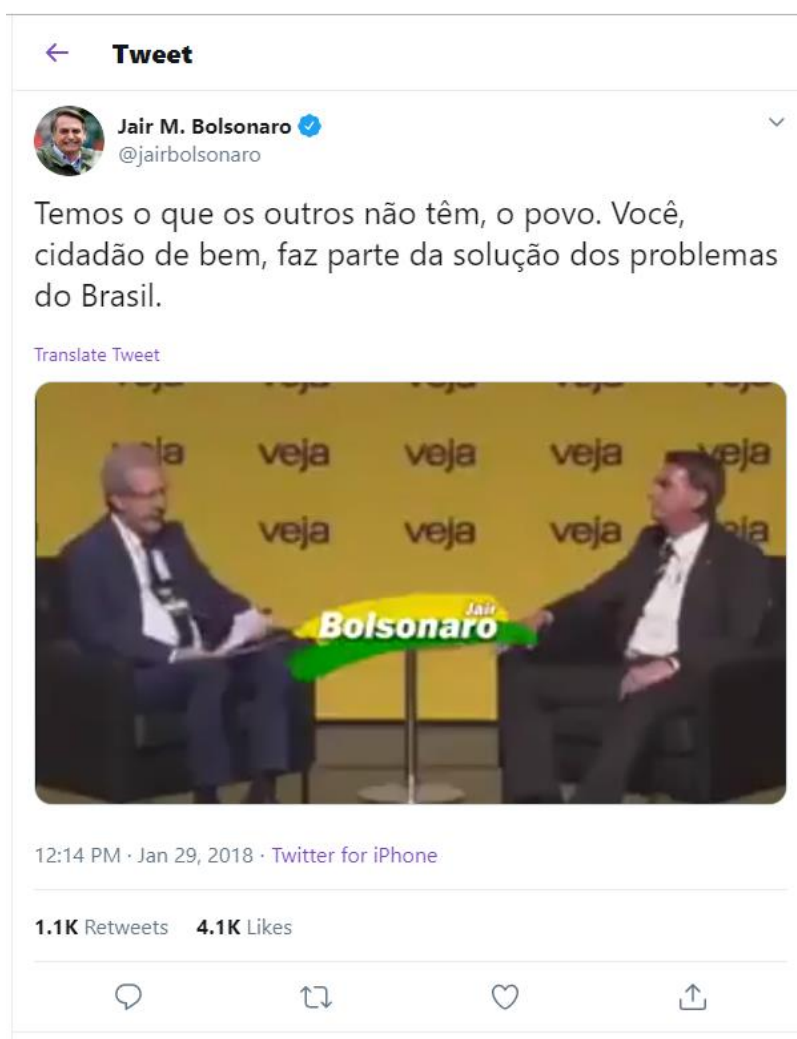 Tweet
Jair M. Bolsonaro
@jairbolsonaro
Temos o que os outros não têm, o povo. Você,
cidadão de bem, faz parte da solução dos problemas
do Brasil.
Translate Tweet
veja veja veja veja
veja veja veja
Jair
Bolsonaro
12:14 PM · Jan 29, 2018 · Twitter for iPhone
1.1K Retweets 4.1K Likes